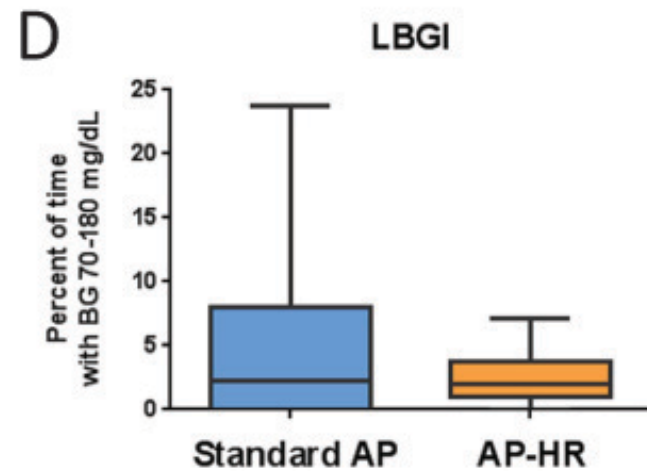 D
LBGI
Percent of time
with BG 70-180 mg/dL
25
20
15
10
5
0
Standard AP
AP-HR